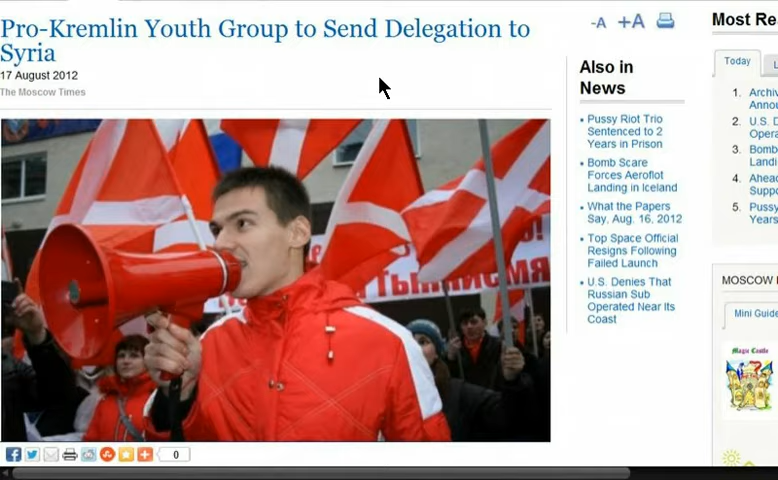 Pro-Kremlin Youth Group to Send Delegation to
Syria
17 August 2012
The Moscow Times
-A +A
Also in
News
Pussy Riot Trio
Sentenced to 2
Years in Prison
Bomb Scare
Forces Aeroflot
Landing in Iceland
What the Papers
Say, Aug. 16, 2012
Top Space Official
Resigns Following
Failed Launch
U.S. Denies That
Russian Sub
Operated Near Its
Coast
Most Re
Today
L
1. Archiv
Annou
2. U.S. D
Opera
3. Bomb
Landi
4. Ahead
Suppo
5. Pussy
Years
MOSCOW
Mini Guide
Magic Castle
0